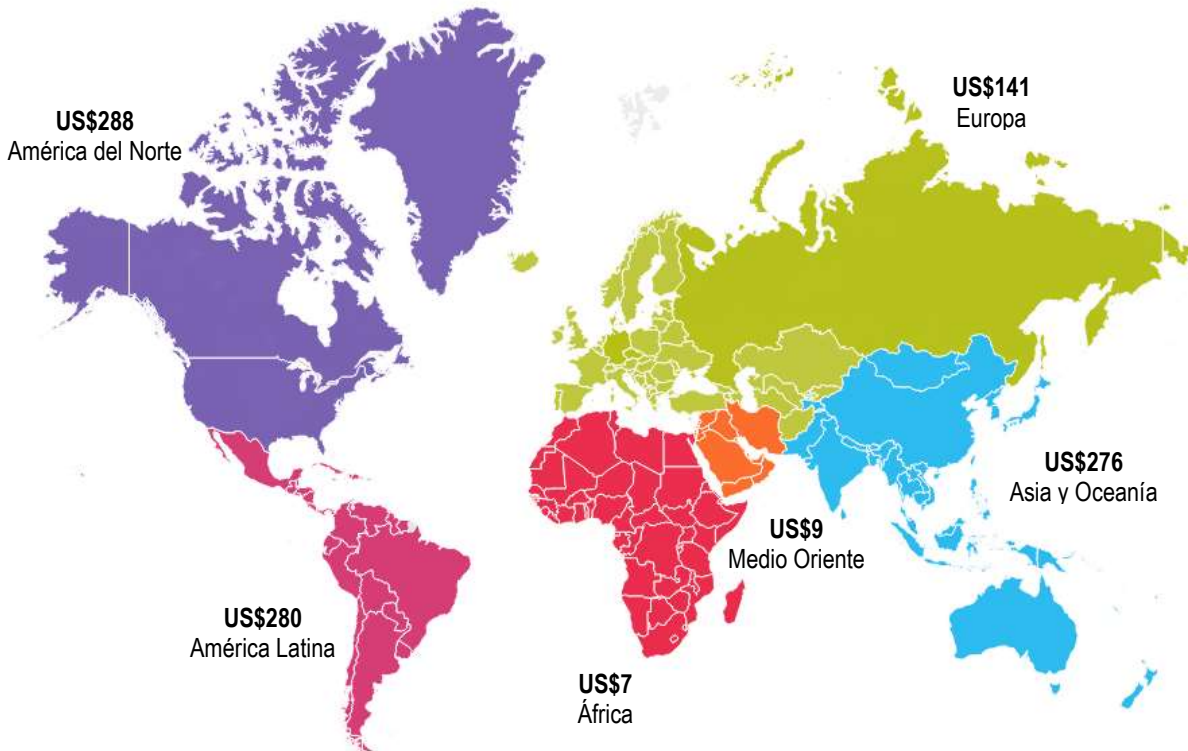 US$288
América del Norte
US$141
Europa
US$276
Asia y Oceanía
US$9
Medio Oriente
US$280
América Latina
US$7
África